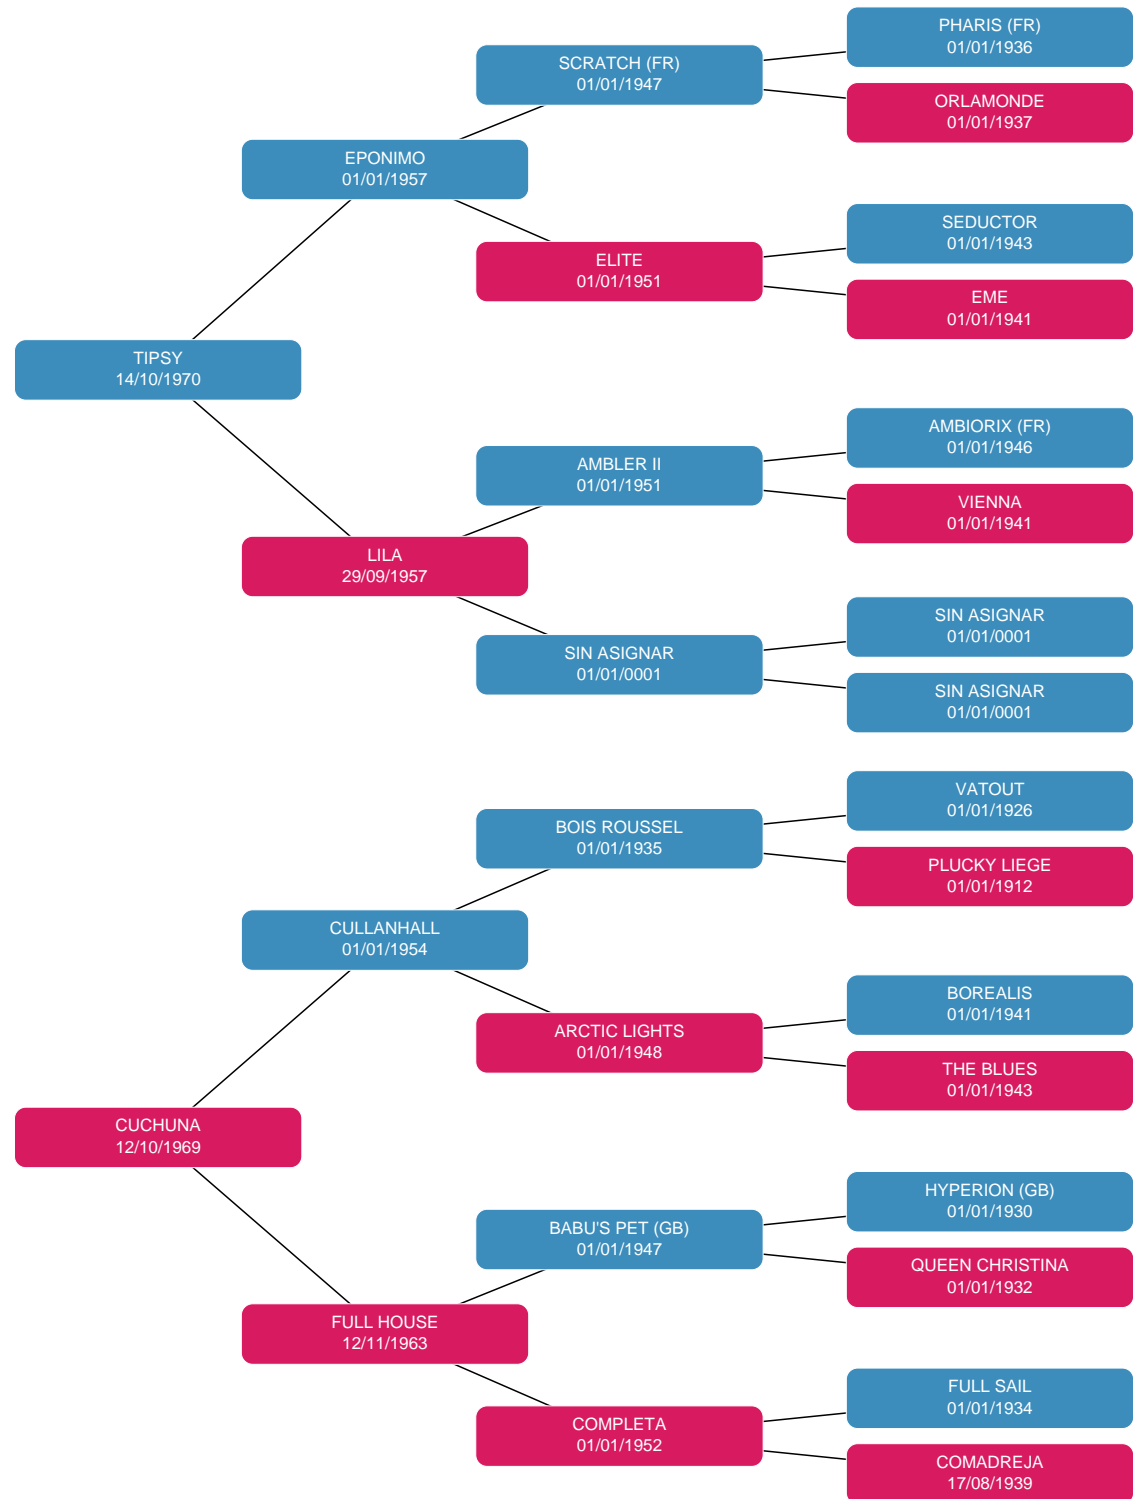 PHARIS (FR)
01/01/1936
SCRATCH (FR)
01/01/1947
ORLAMONDE
01/01/1937
EPONIMO
01/01/1957
SEDUCTOR
01/01/1943
ELITE
01/01/1951
EME
01/01/1941
TIPSY
14/10/1970
AMBIORIX (FR)
01/01/1946
AMBLER II
01/01/1951
VIENNA
01/01/1941
LILA
29/09/1957
SIN ASIGNAR
01/01/0001
SIN ASIGNAR
01/01/0001
SIN ASIGNAR
01/01/0001
VATOUT
01/01/1926
BOIS ROUSSEL
01/01/1935
PLUCKY LIEGE
01/01/1912
CULLANHALL
01/01/1954
BOREALIS
01/01/1941
ARCTIC LIGHTS
01/01/1948
THE BLUES
01/01/1943
CUCHUNA
12/10/1969
HYPERION (GB)
01/01/1930
BABU'S PET (GB)
01/01/1947
QUEEN CHRISTINA
01/01/1932
FULL HOUSE
12/11/1963
FULL SAIL
01/01/1934
COMPLETA
01/01/1952
COMADREJA
17/08/1939